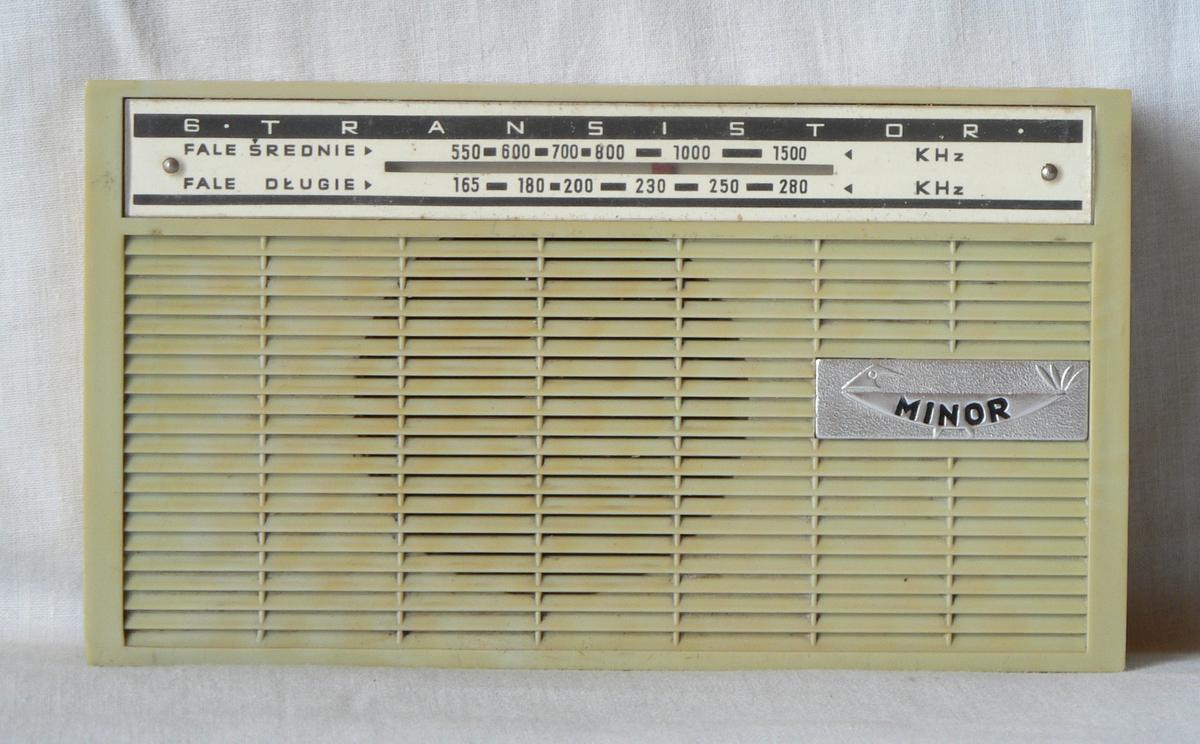 6·TRANSISTOR·
FALE ŚREDNIE 550 600 700 800 1000 1500 KHz
FALE DŁUGIE 165 180 200 230 250 280 KHz
MINOR